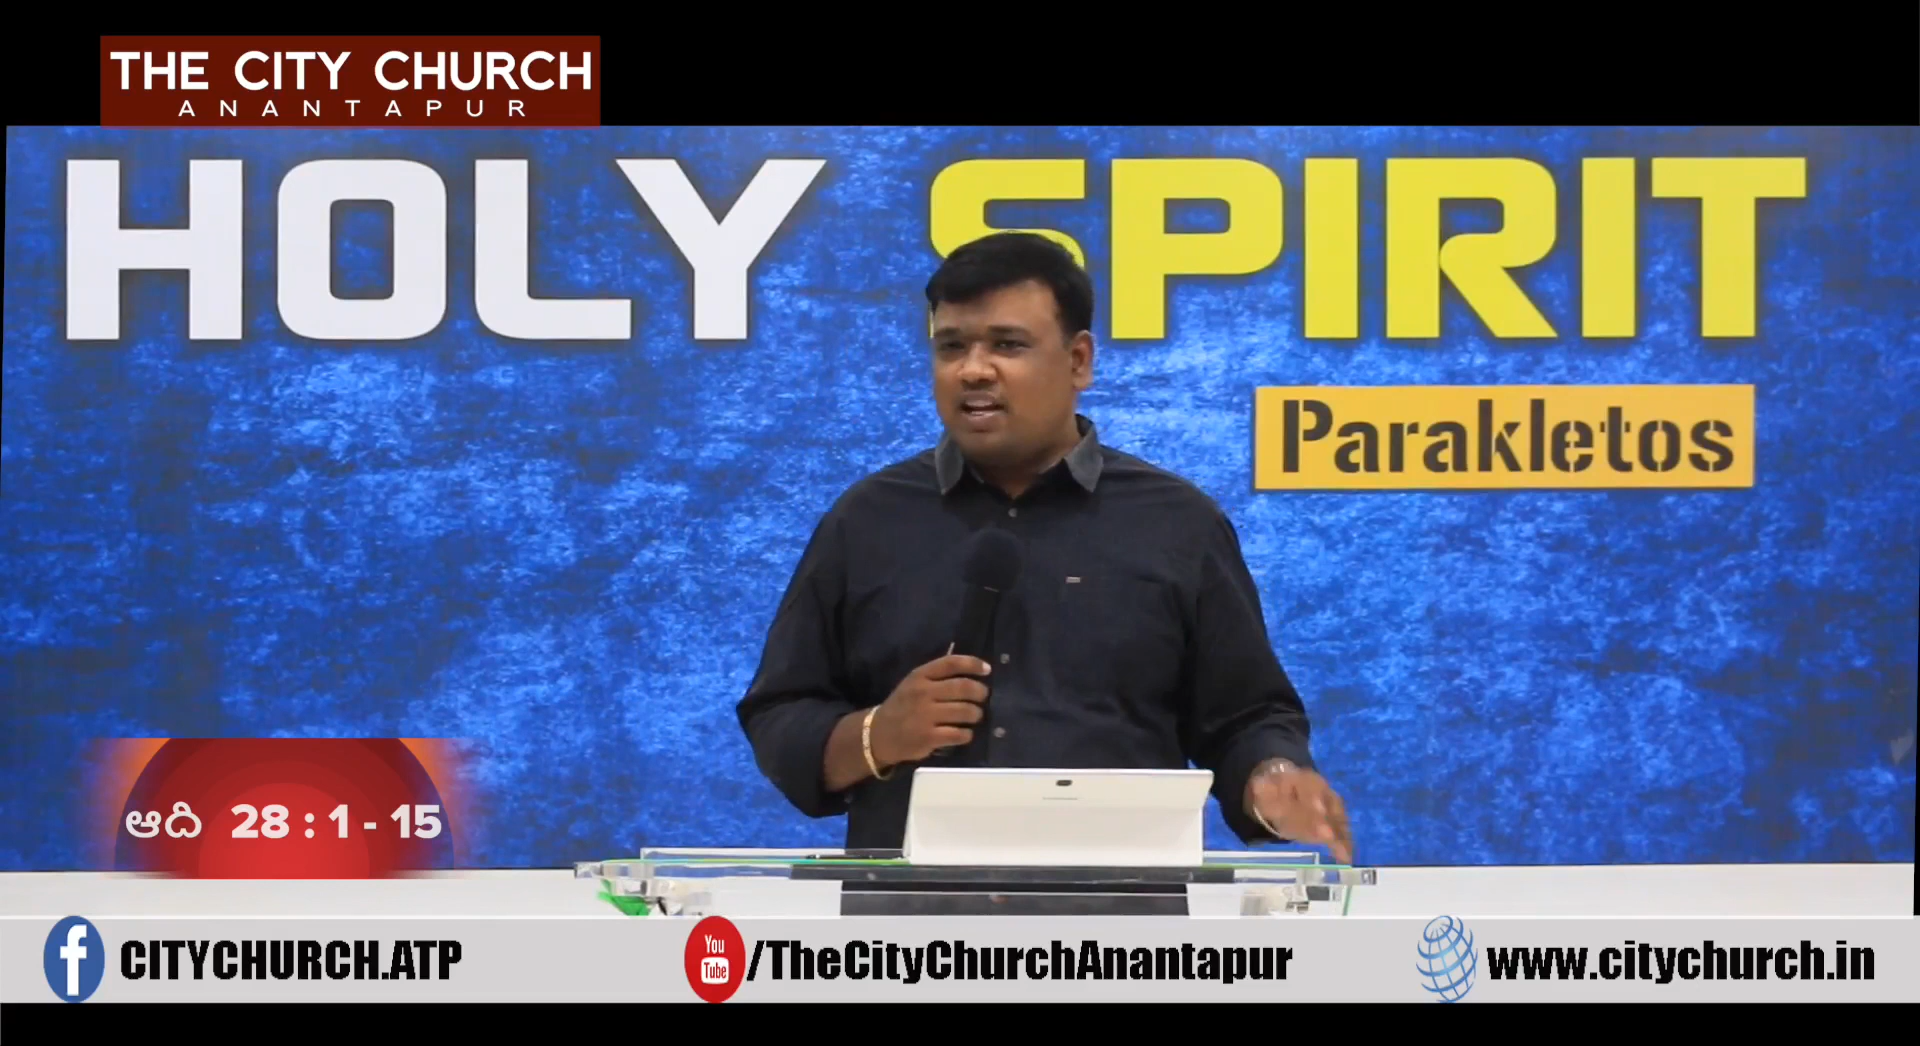 THE CITY CHURCH
ANANTAPUR
HOLY SPIRIT
Parakletos
ఆది 28 : 1 - 15
f CITYCHURCH.ATP
You Tube /TheCityChurchAnantapur
www.citychurch.in